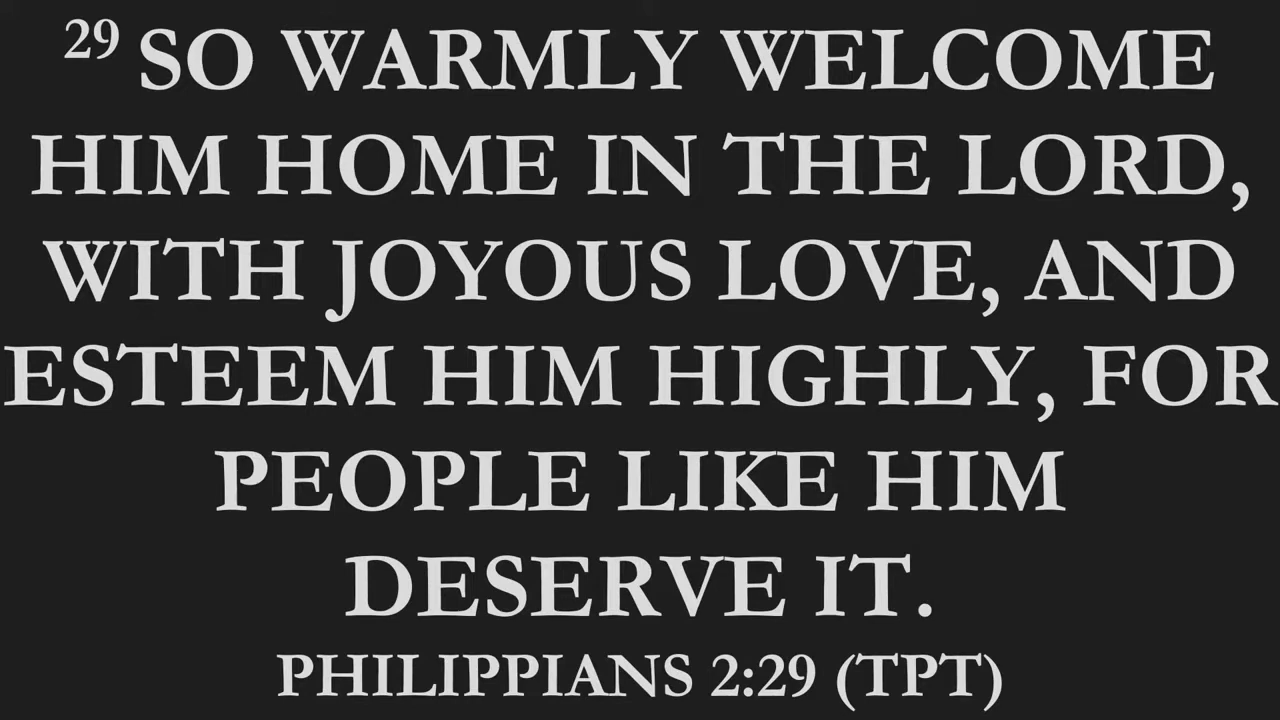 29 SO WARMLY WELCOME
HIM HOME IN THE LORD,
WITH JOYOUS LOVE, AND
ESTEEM HIM HIGHLY, FOR
PEOPLE LIKE HIM
DESERVE IT.
PHILIPPIANS 2:29 (TPT)